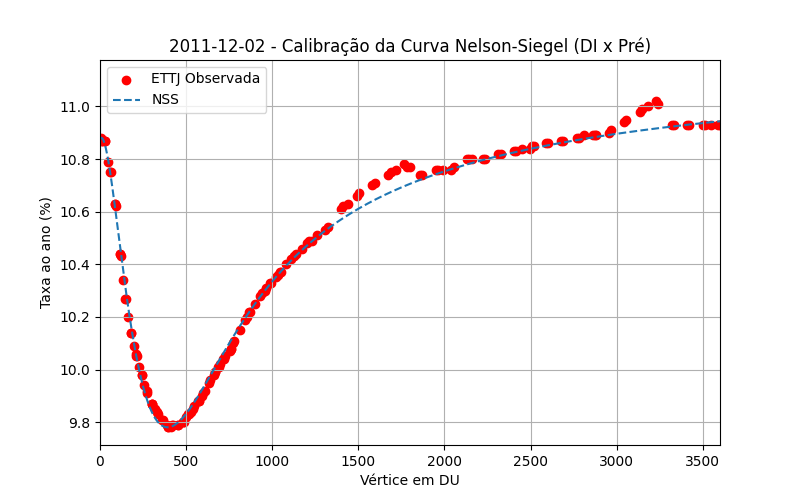 2011-12-02 - Calibração da Curva Nelson-Siegel (DI x Pré)
ETTJ Observada
NSS
Taxa ao ano (%)
11.0
10.8
10.6
10.4
10.2
10.0
9.8
0 500 1000 1500 2000 2500 3000 3500
Vértice em DU